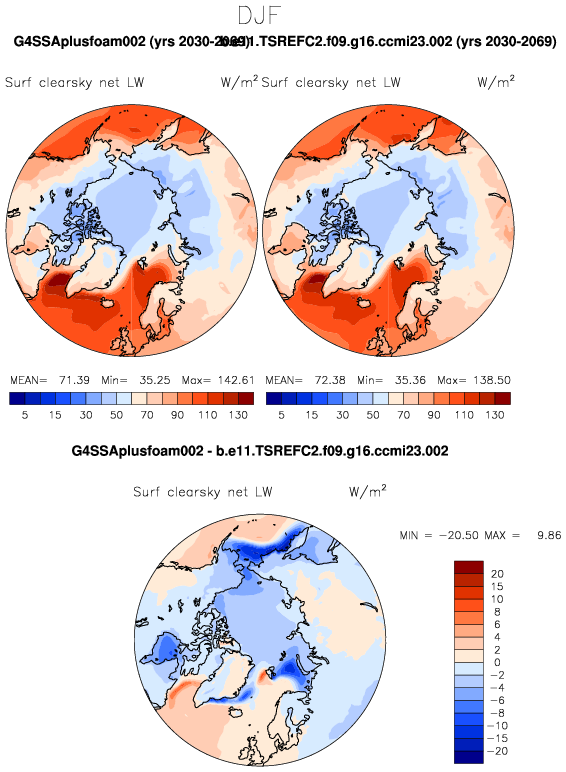 DJF
G4SSAplusfoam002 (yrs 2030-2069)
b.e11.TSREFC2.f09.g16.ccmi23.002 (yrs 2030-2069)
Surf clearsky net LW W/m²
Surf clearsky net LW W/m²
MEAN= 71.39 Min= 35.25 Max= 142.61
MEAN= 72.38 Min= 35.36 Max= 138.50
5 15 30 50 70 90 110 130
5 15 30 50 70 90 110 130
G4SSAplusfoam002 - b.e11.TSREFC2.f09.g16.ccmi23.002
Surf clearsky net LW W/m²
MIN = -20.50 MAX = 9.86
20
15
10
8
6
4
2
0
-2
-4
-6
-8
-10
-15
-20